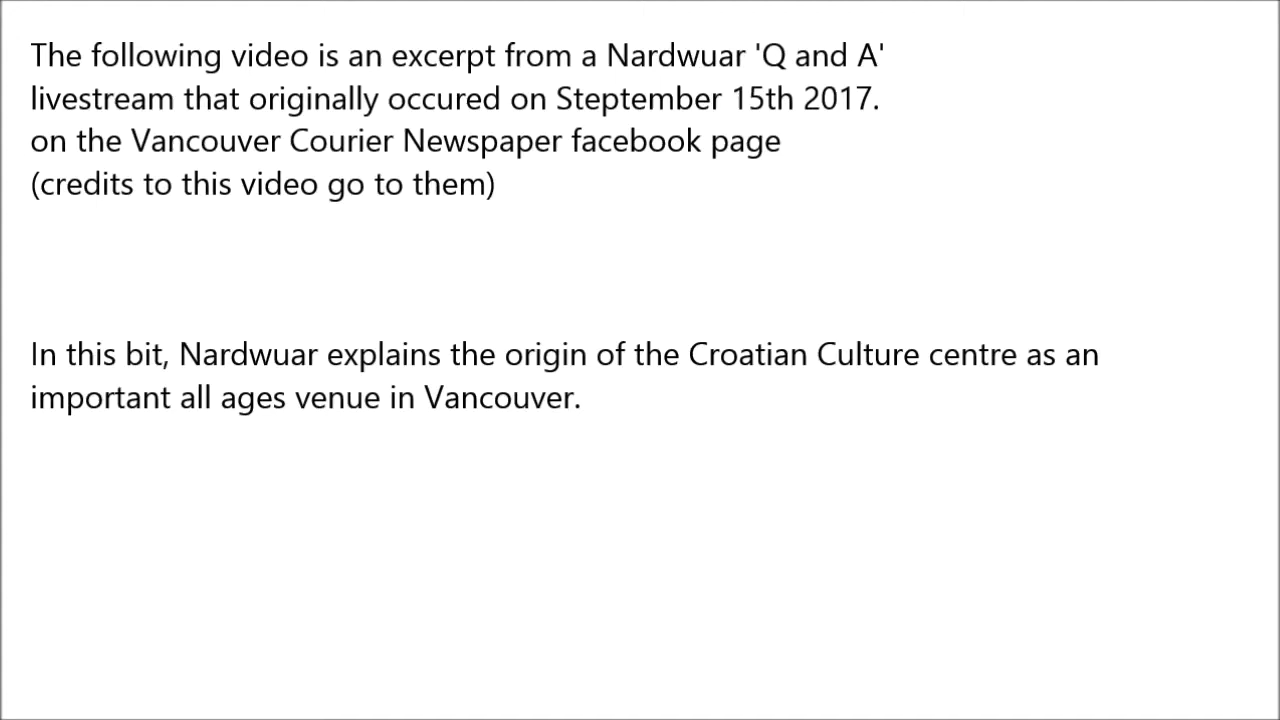 The following video is an excerpt from a Nardwuar 'Q and A'
livestream that originally occured on Steptember 15th 2017.
on the Vancouver Courier Newspaper facebook page
(credits to this video go to them)
In this bit, Nardwuar explains the origin of the Croatian Culture centre as an
important all ages venue in Vancouver.